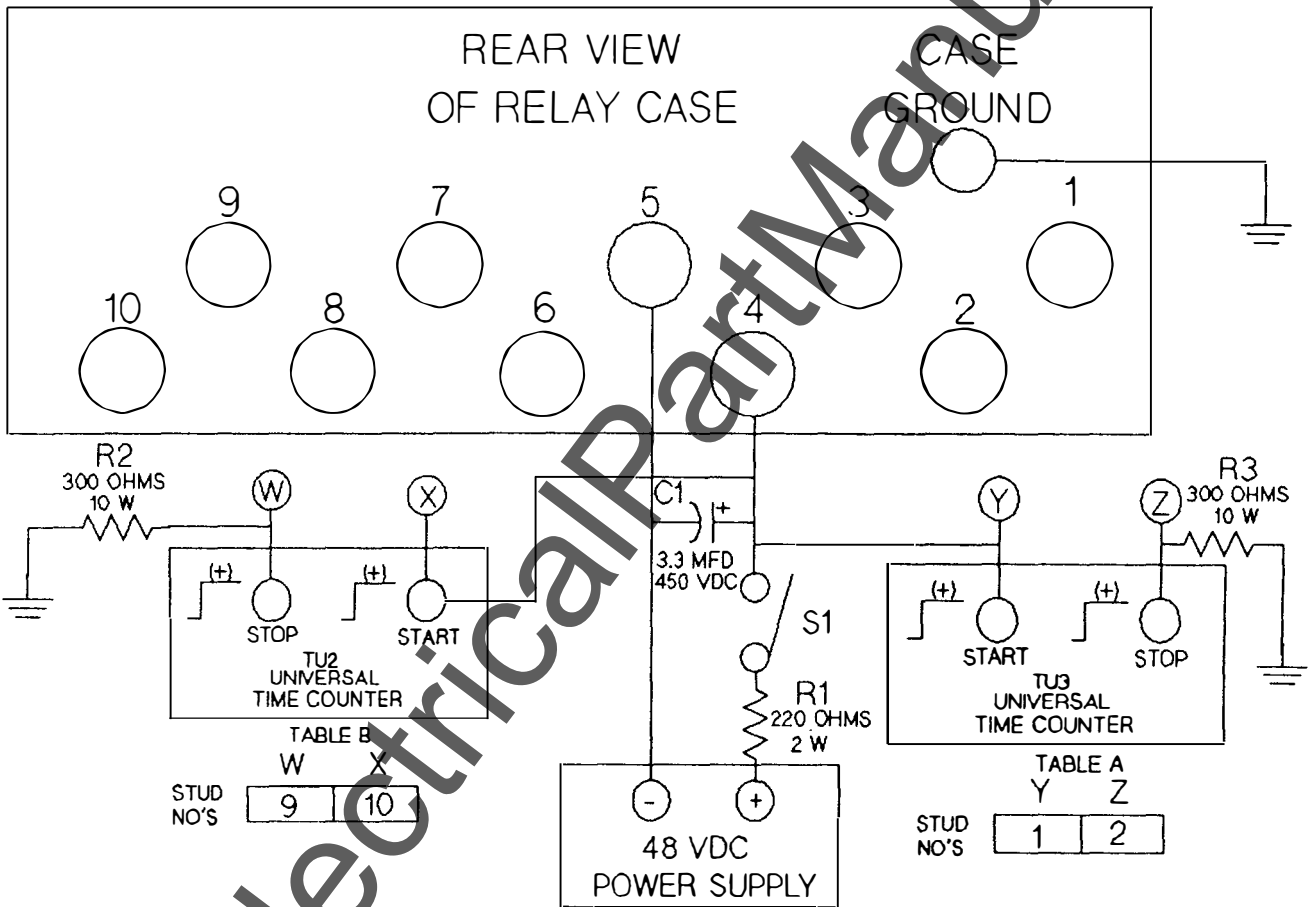 REAR VIEW
OF RELAY CASE
CASE
GROUND
9
7
5
3
1
10
8
6
4
2
R2
300 OHMS
10 W
W
X
C1
+
3.3 MFD
450 VDC
Y
Z
R3
300 OHMS
10 W
(+)
STOP
(+)
START
TU2
UNIVERSAL
TIME COUNTER
S1
R1
220 OHMS
2 W
(+)
START
(+)
STOP
TU3
UNIVERSAL
TIME COUNTER
TABLE B
W X
STUD
NO'S
9 10
- +
48 VDC
POWER SUPPLY
TABLE A
Y Z
STUD
NO'S
1 2
ElectricalPartManu